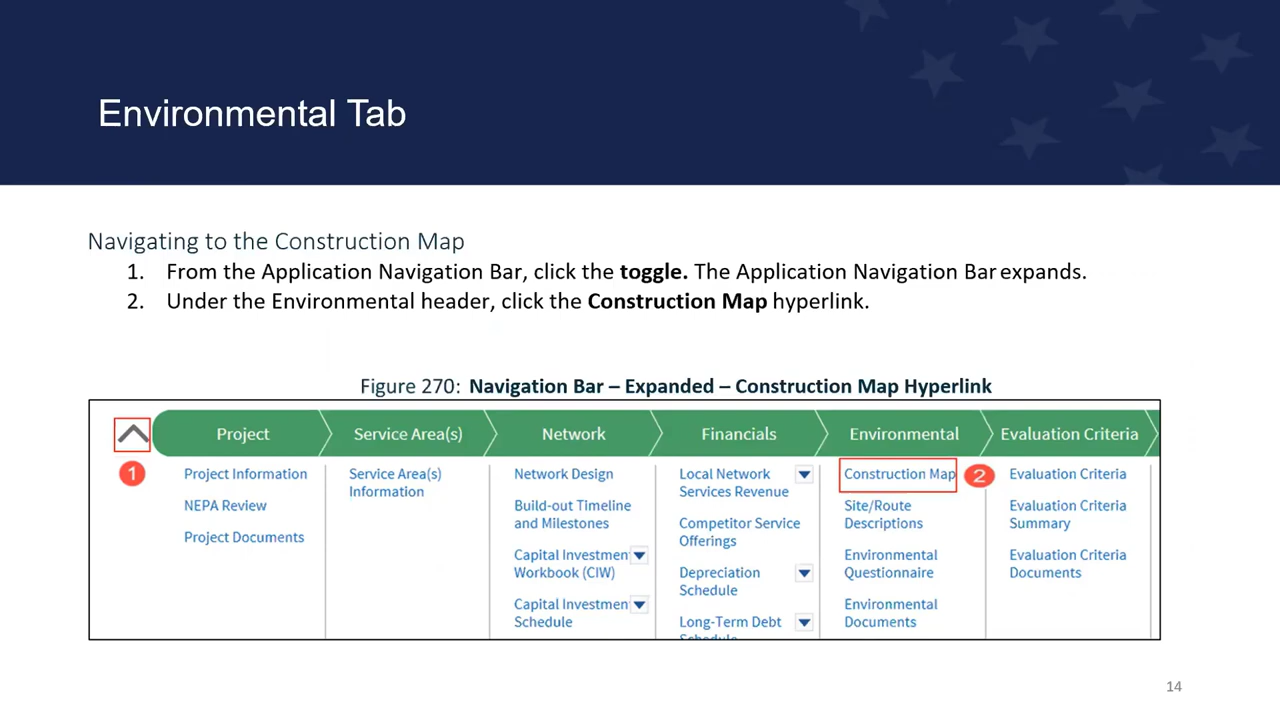 Environmental Tab
Navigating to the Construction Map
1. From the Application Navigation Bar, click the toggle. The Application Navigation Bar expands.
2. Under the Environmental header, click the Construction Map hyperlink.
Figure 270: Navigation Bar – Expanded – Construction Map Hyperlink
Project
Service Area(s)
Network
Financials
Environmental
Evaluation Criteria
1
Project Information
NEPA Review
Project Documents
Service Area(s)
Information
Network Design
Build-out Timeline
and Milestones
Capital Investmen
Workbook (CIW)
Capital Investmen
Schedule
Local Network
Services Revenue
Competitor Service
Offerings
Depreciation
Schedule
Long-Term Debt
Schedule
Construction Map
2
Site/Route
Descriptions
Environmental
Questionnaire
Environmental
Documents
Evaluation Criteria
Evaluation Criteria
Summary
Evaluation Criteria
Documents
14